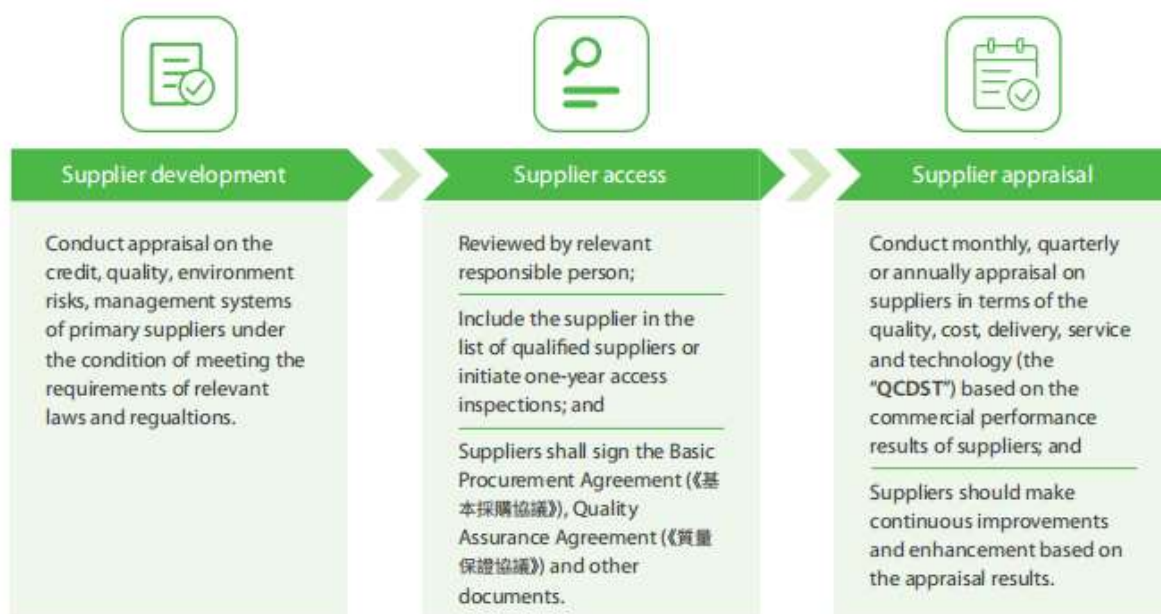 Supplier development
Conduct appraisal on the
credit, quality, environment
risks, management systems
of primary suppliers under
the condition of meeting the
requirements of relevant
laws and regualtions.
Supplier access
Reviewed by relevant
responsible person;
Include the supplier in the
list of qualified suppliers or
initiate one-year access
inspections; and
Suppliers shall sign the Basic
Procurement Agreement (《基
本採購協議》), Quality
Assurance Agreement (《質量
保證協議》) and other
documents.
Supplier appraisal
Conduct monthly, quarterly
or annually appraisal on
suppliers in terms of the
quality, cost, delivery, service
and technology (the
“QCDST”) based on the
commercial performance
results of suppliers; and
Suppliers should make
continuous improvements
and enhancement based on
the appraisal results.